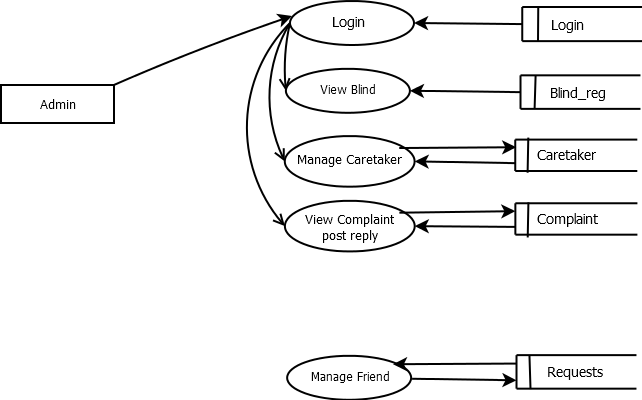 Login
Login
Admin
View Blind
Blind_reg
Manage Caretaker
Caretaker
View Complaint
post reply
Complaint
Manage Friend
Requests